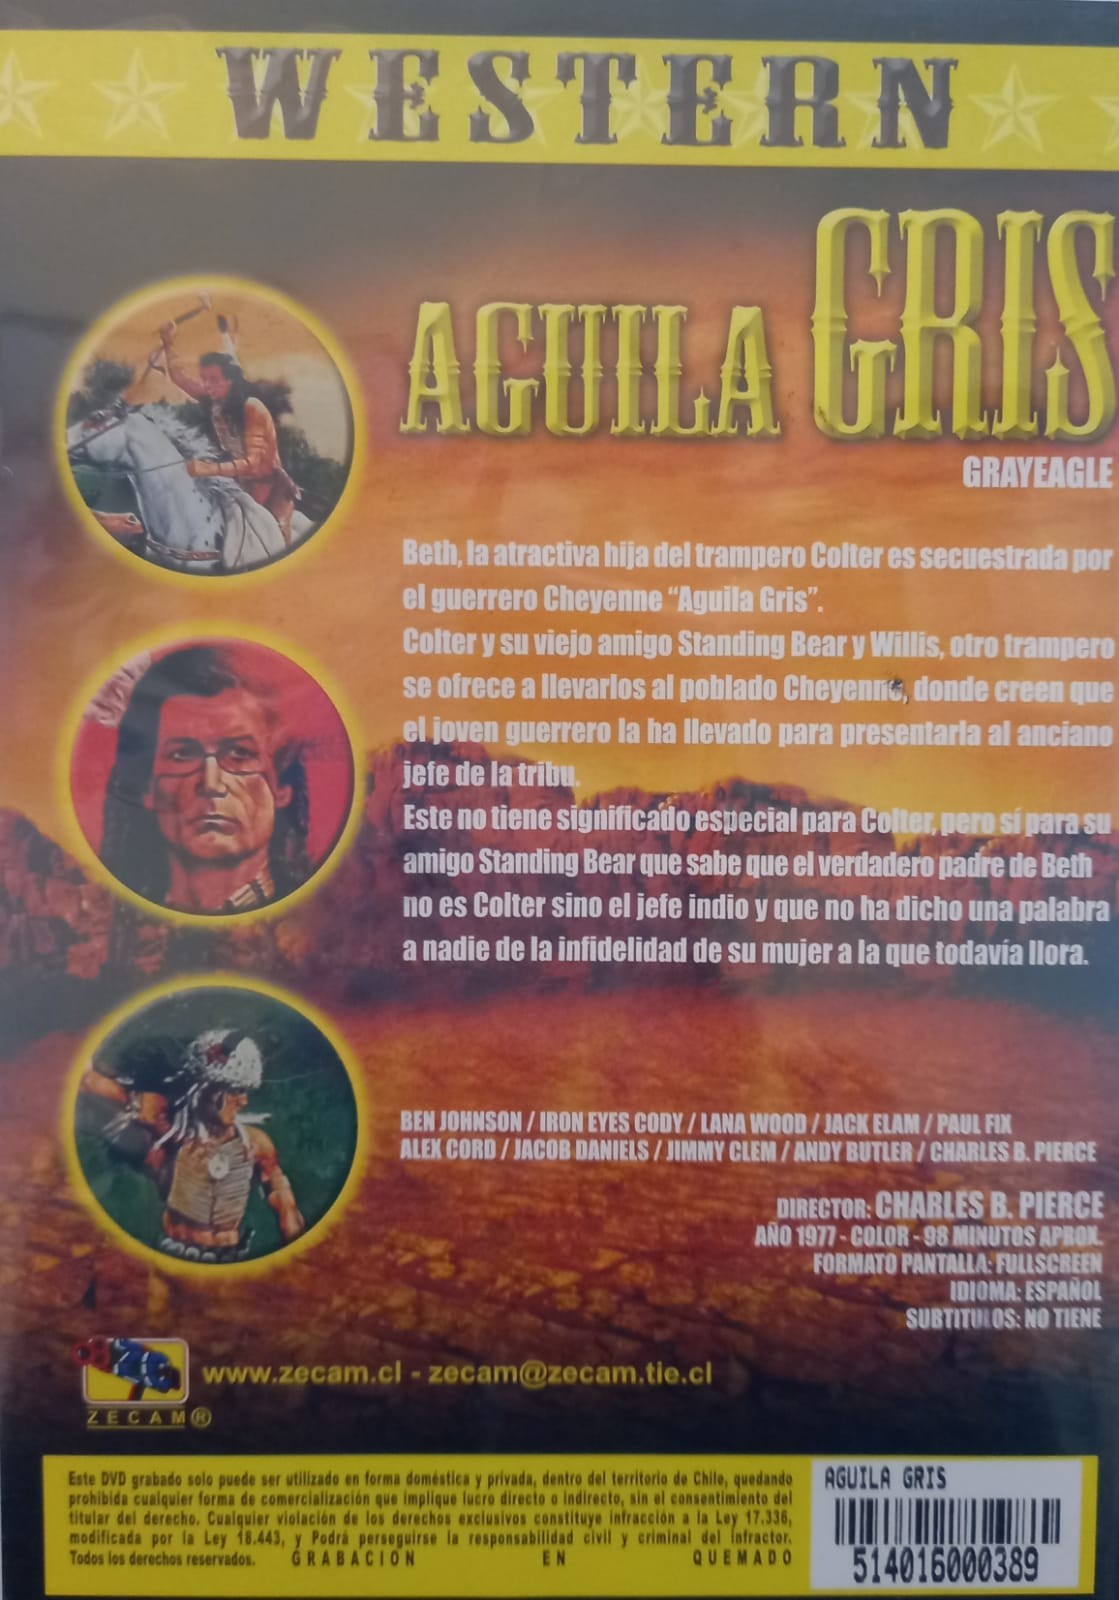 WESTERN
AGUILA GRIS
GRAYEAGLE
Beth, la atractiva hija del trampero Colter es secuestrada por
el guerrero Cheyenne “Aguila Gris”.
Colter y su viejo amigo Standing Bear y Willis, otro trampero
se ofrece a llevarlos al poblado Cheyenne, donde creen que
el joven guerrero la ha llevado para presentarla al anciano
jefe de la tribu.
Este no tiene significado especial para Colter, pero sí para su
amigo Standing Bear que sabe que el verdadero padre de Beth
no es Colter sino el jefe indio y que no ha dicho una palabra
a nadie de la infidelidad de su mujer a la que todavía llora.
BEN JOHNSON / IRON EYES CODY / LANA WOOD / JACK ELAM / PAUL FIX
ALEX CORD / JACOB DANIELS / JIMMY CLEM / ANDY BUTLER / CHARLES B. PIERCE
DIRECTOR: CHARLES B. PIERCE
AÑO 1977 - COLOR - 98 MINUTOS APROX.
FORMATO PANTALLA: FULLSCREEN
IDIOMA: ESPAÑOL
SUBTITULOS: NO TIENE
www.zecam.cl - zecam@zecam.tie.cl
ZECAM®
Este DVD grabado solo puede ser utilizado en forma doméstica y privada, dentro del territorio de Chile, quedando
prohibida cualquier forma de comercialización que implique lucro directo o indirecto, sin el consentimiento del
titular del derecho. Cualquier violación de los derechos exclusivos constituye infracción a la Ley 17.336,
modificada por la Ley 18.443, y Podrá perseguirse la responsabilidad civil y criminal del infractor.
Todos los derechos reservados. GRABACION EN QUEMADO
AGUILA GRIS
514016000389